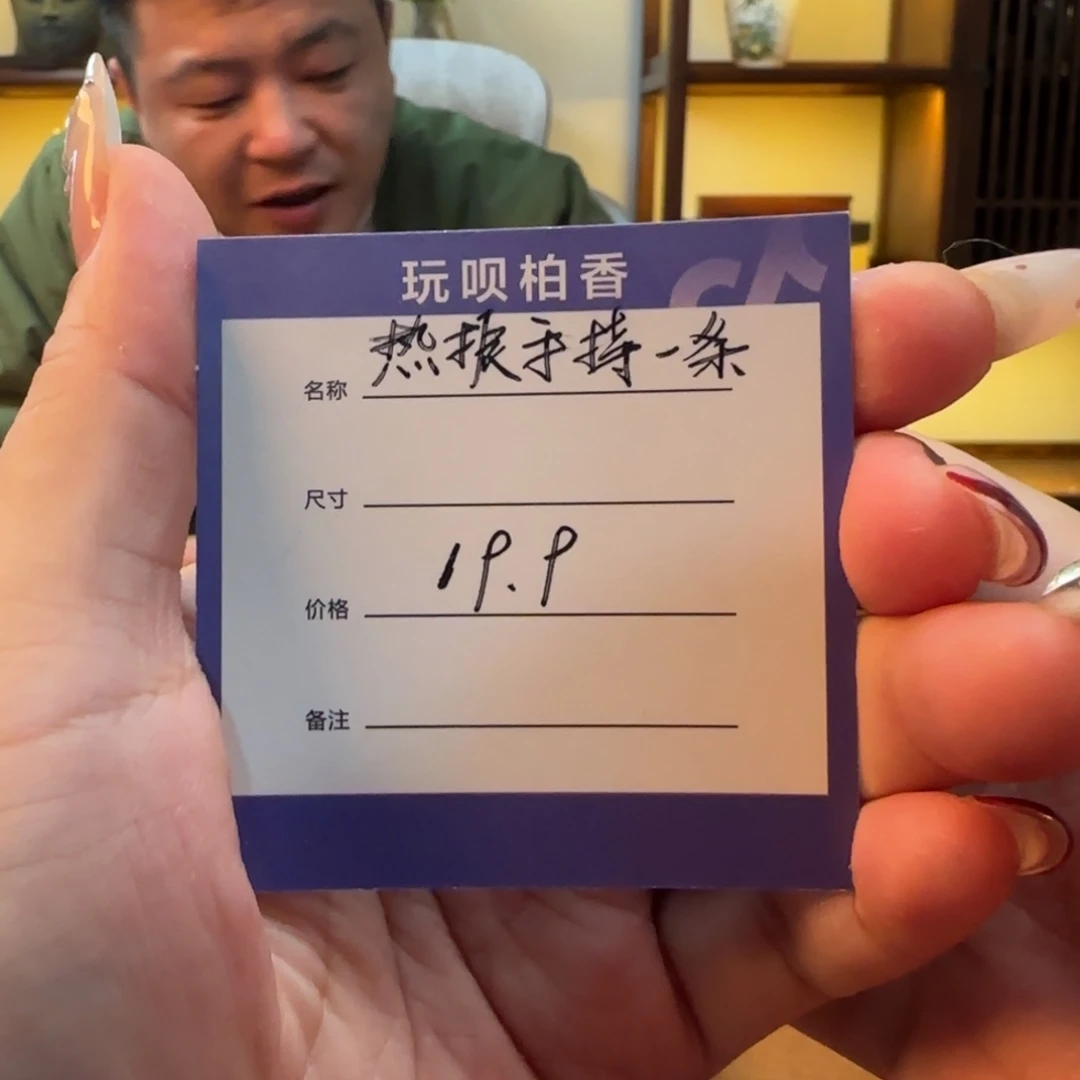 玩呗柏香
名称 热振手持一条
尺寸
价格 19.9
备注